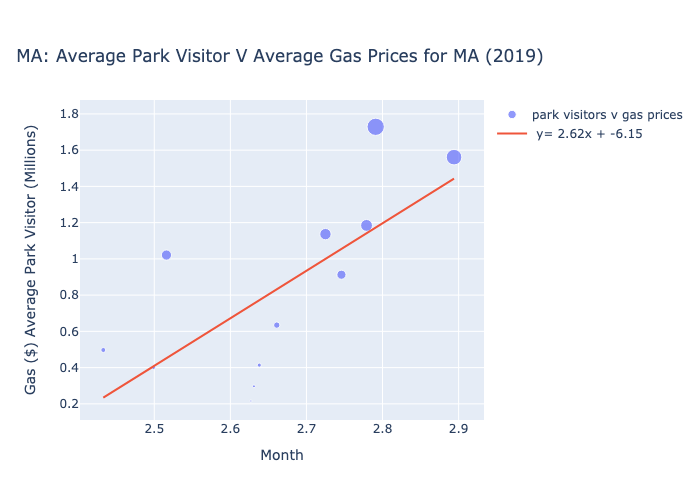 MA: Average Park Visitor V Average Gas Prices for MA (2019)
park visitors v gas prices
y= 2.62x + -6.15
Gas ($) Average Park Visitor (Millions)
1.8
1.6
1.4
1.2
1
0.8
0.6
0.4
0.2
2.5 2.6 2.7 2.8 2.9
Month